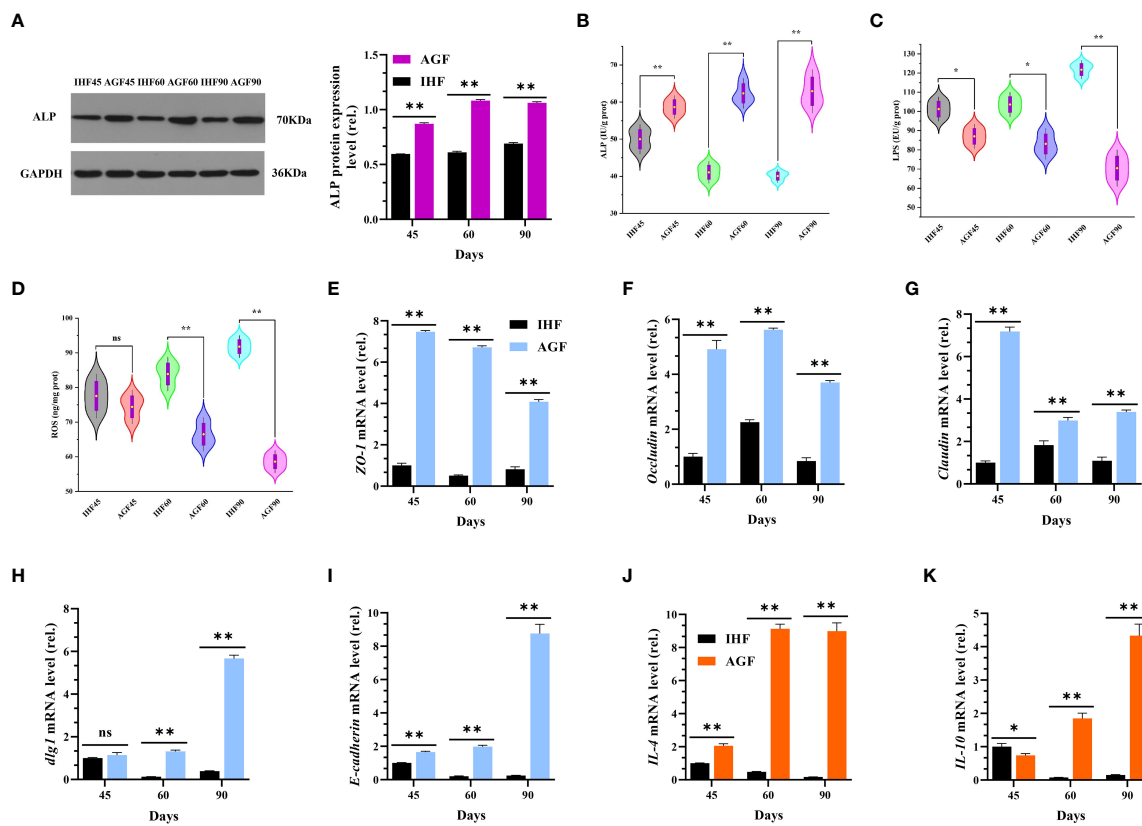 A
IHF45 AGF45 IHF60 AGF60 IHF90 AGF90
ALP
70KDa
GAPDH
36KDa
ALP protein expression
level (rel.)
1.5
1.0
0.5
0.0
AGF
IHF
**
**
**
45 60 90
Days
B
ALP (IU/g prot)
80
70
60
50
40
30
**
**
**
IHF45 AGF45 IHF60 AGF60 IHF90 AGF90
C
LPS (EU/g prot)
130
120
110
100
90
80
70
60
50
*
*
**
IHF45 AGF45 IHF60 AGF60 IHF90 AGF90
D
ROS (ng/mg prot)
100
90
80
70
60
50
ns
**
**
IHF45 AGF45 IHF60 AGF60 IHF90 AGF90
E
ZO-1 mRNA level (rel.)
8
6
4
2
0
**
**
**
IHF
AGF
45 60 90
Days
F
Occludin mRNA level (rel.)
6
4
2
0
**
**
**
45 60 90
Days
G
Claudin mRNA level (rel.)
8
6
4
2
0
**
**
**
45 60 90
Days
H
dlg1 mRNA level (rel.)
8
6
4
2
0
ns
**
**
45 60 90
Days
I
E-cadherin mRNA level (rel.)
10
8
6
4
2
0
**
**
**
45 60 90
Days
J
IL-4 mRNA level (rel.)
10
8
6
4
2
0
**
**
**
IHF
AGF
45 60 90
Days
K
IL-10 mRNA level (rel.)
5
4
3
2
1
0
*
**
**
45 60 90
Days